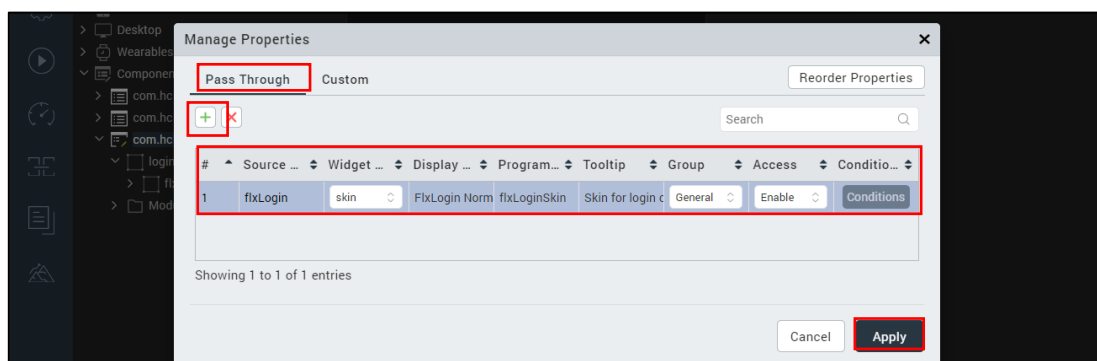 Desktop
Wearables
Componen
com.hc
com.hc
com.hc
login
fl
Mod
Manage Properties
Pass Through Custom Reorder Properties
Search
# Source ... Widget ... Display ... Program... Tooltip Group Access Conditio...
1 flxLogin skin FlxLogin Norm flxLoginSkin Skin for login c General Enable Conditions
Showing 1 to 1 of 1 entries
Cancel Apply